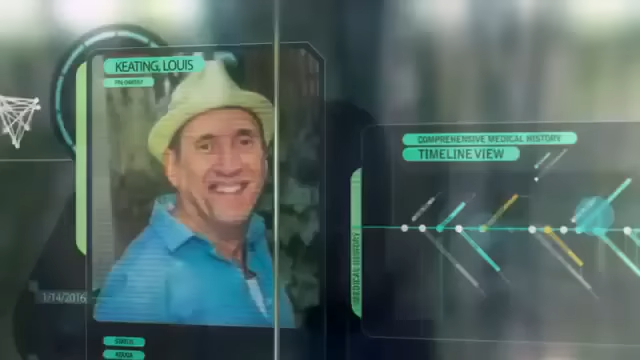 KEATING, LOUIS
COMPREHENSIVE MEDICAL HISTORY
TIMELINE VIEW
MEDICAL HISTORY
1/14/2016